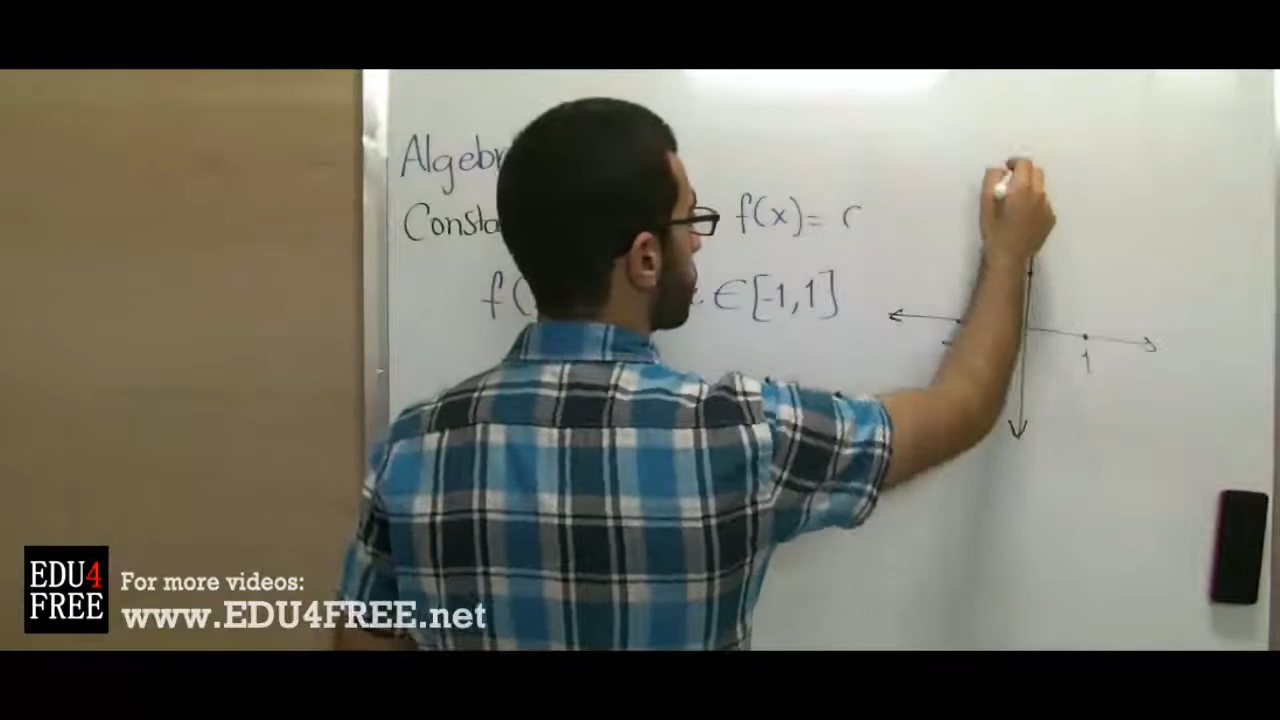 Algebr
Consta f(x)= c
f( ∈[-1,1]
1
EDU4
FREE
For more videos:
www.EDU4FREE.net